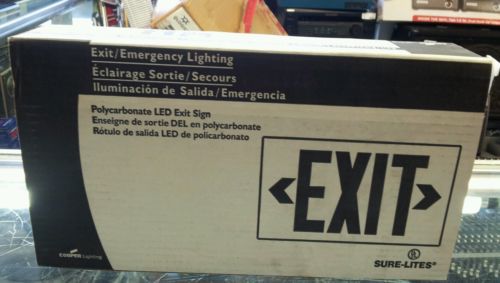 Exit/Emergency Lighting
Éclairage Sortie/Secours
Iluminación de Salida/Emergencia
Polycarbonate LED Exit Sign
Enseigne de sortie DEL en polycarbonate
Rótulo de salida LED de policarbonato
EXIT
UL
COOPER Lighting
SURE-LITES®